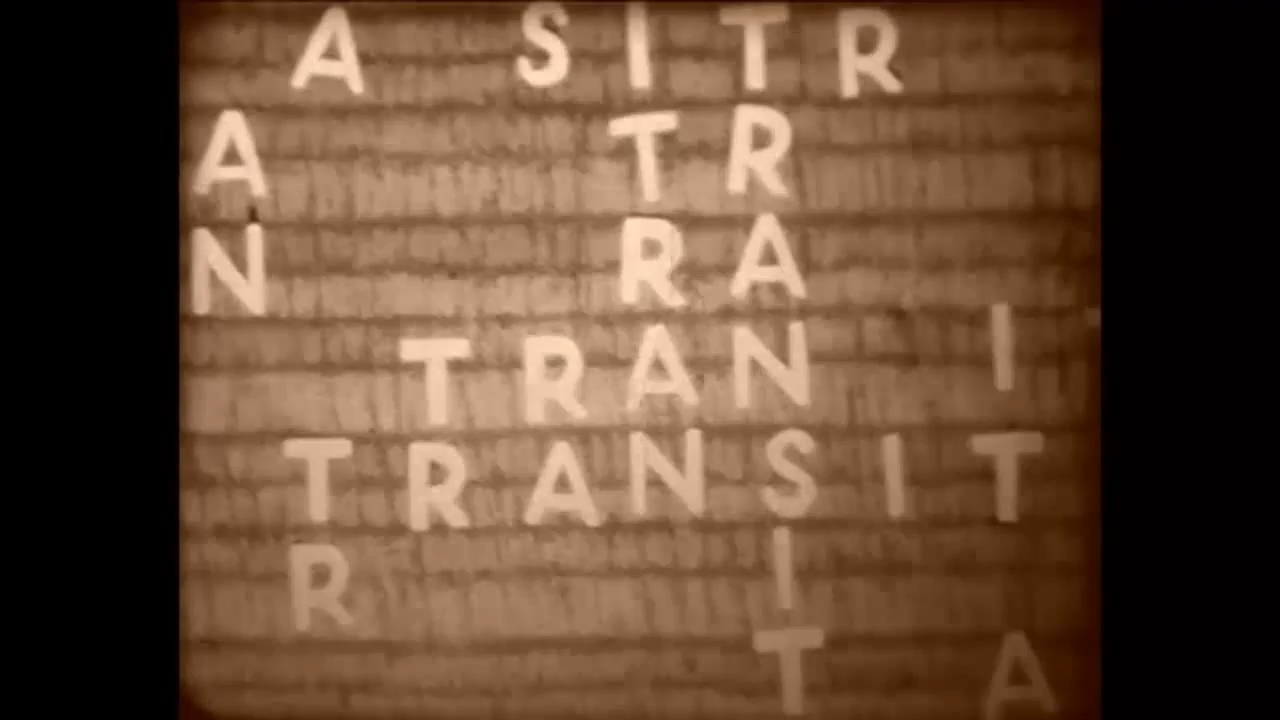 A S I T R
A T R
N R A
T R A N I
T R A N S I T
R I
T A